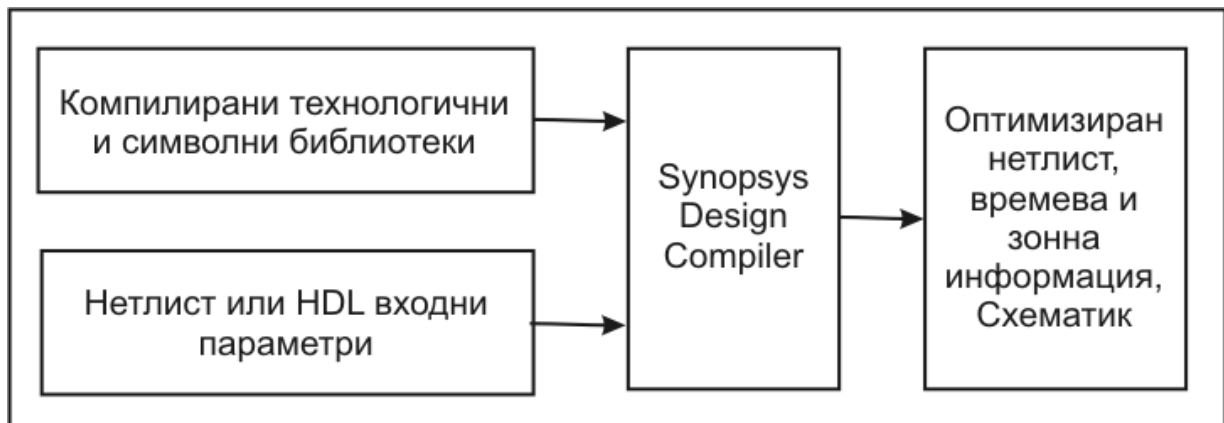 Компилирани технологични
и символни библиотеки
Нетлист или HDL входни
параметри
Synopsys
Design
Compiler
Оптимизиран
нетлист,
времева и
зонна
информация,
Схематик